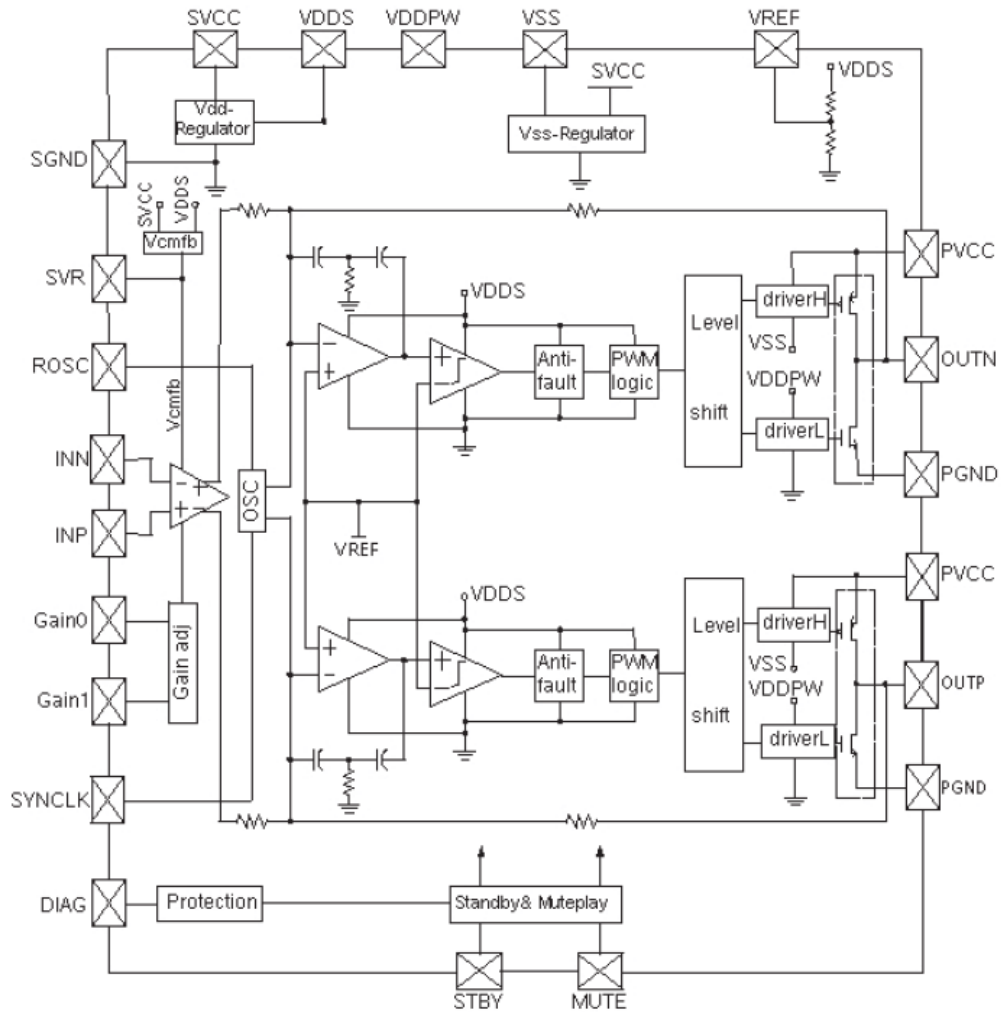 SVCC
VDDS
VDDPW
VSS
VREF
SVCC
VDDS
Vdd-
Regulator
Vss-Regulator
SGND
SVCC
VDDS
Vcmfb
SVR
PVCC
VDDS
driverH
Level
shift
VSS
ROSC
Anti-
fault
PWM
logic
OUTN
VDDPW
Vcmfb
driverL
INN
PGND
OSC
INP
VREF
PVCC
VDDS
Gain0
Level
shift
driverH
Gain adj
Anti-
fault
PWM
logic
VSS
VDDPW
OUTP
Gain1
driverL
SYNCLK
PGND
DIAG
Protection
Standby& Muteplay
STBY
MUTE